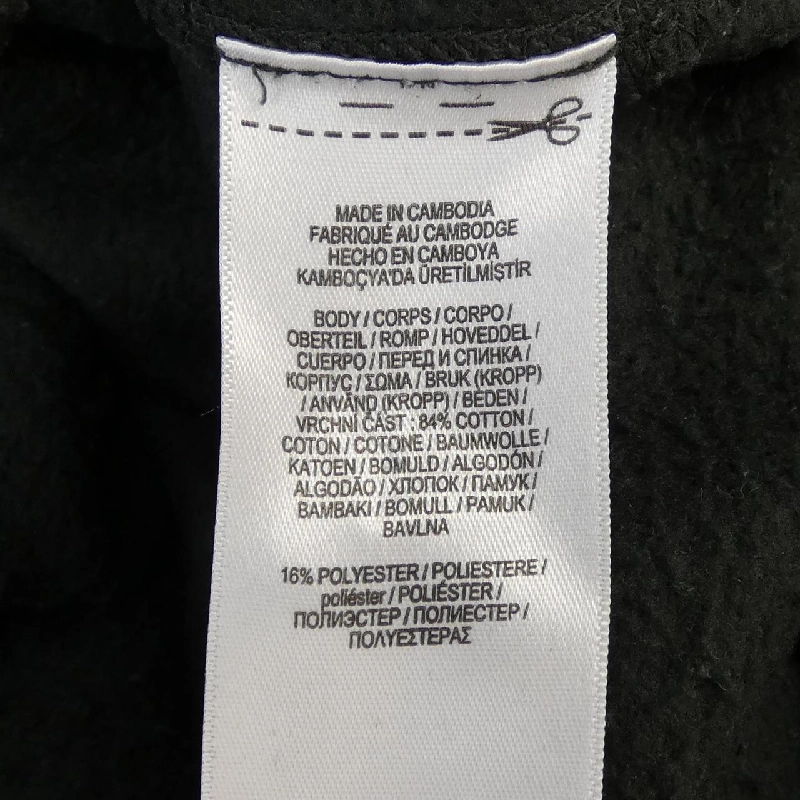 MADE IN CAMBODIA
FABRIQUÉ AU CAMBODGE
HECHO EN CAMBOYA
KAMBOÇYA'DA ÜRETİLMİŞTİR
BODY / CORPS / CORPO /
OBERTEIL / ROMP / HOVEDDEL /
CUERPO / ПЕРЕД И СПИНКА /
КОРПУС / ΣΩΜΑ / BRUK (KROPP)
/ ANVÄND (KROPP) / BEDEN /
VRCHNÍ ČÁST : 84% COTTON /
COTON / COTONE / BAUMWOLLE /
KATOEN / BOMULD / ALGODÓN /
ALGODÃO / ХЛОПОК / ПАМУК /
BAMBAKI / BOMULL / PAMUK /
BAVLNA
16% POLYESTER / POLIESTERE /
poliéster / POLIÉSTER /
ПОЛИЭСТЕР / ПОЛИЕСТЕР /
ΠΟΛΥΕΣΤΕΡΑΣ